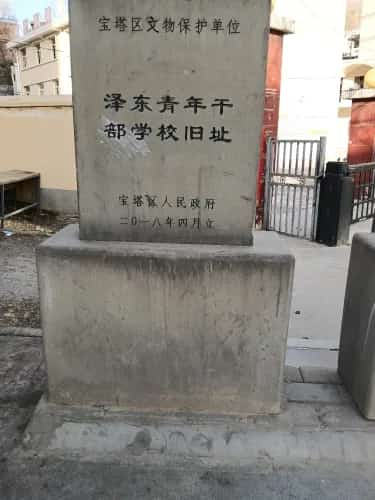 宝塔区文物保护单位
泽东青年干
部学校旧址
宝塔区人民政府
二〇一八年四月立